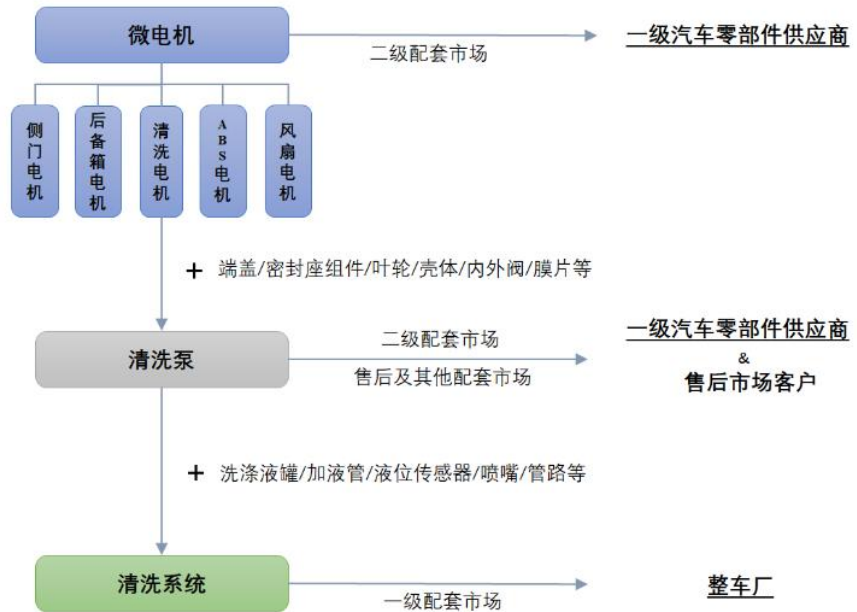 微电机
二级配套市场
一级汽车零部件供应商
侧门电机
后备箱电机
清洗电机
ABS电机
风扇电机
+ 端盖/密封座组件/叶轮/壳体/内外阀/膜片等
清洗泵
二级配套市场
售后及其他配套市场
一级汽车零部件供应商
&
售后市场客户
+ 洗涤液罐/加液管/液位传感器/喷嘴/管路等
清洗系统
一级配套市场
整车厂